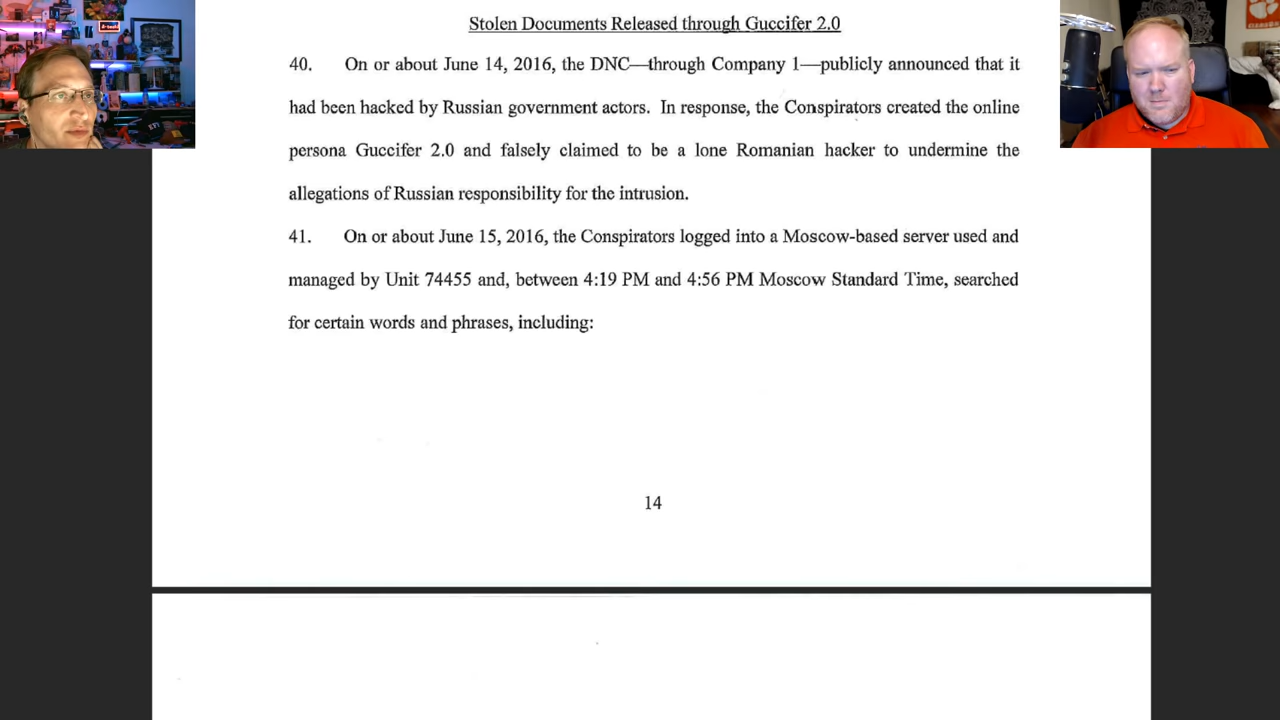 Stolen Documents Released through Guccifer 2.0
40. On or about June 14, 2016, the DNC—through Company 1—publicly announced that it
had been hacked by Russian government actors. In response, the Conspirators created the online
persona Guccifer 2.0 and falsely claimed to be a lone Romanian hacker to undermine the
allegations of Russian responsibility for the intrusion.
41. On or about June 15, 2016, the Conspirators logged into a Moscow-based server used and
managed by Unit 74455 and, between 4:19 PM and 4:56 PM Moscow Standard Time, searched
for certain words and phrases, including:
14